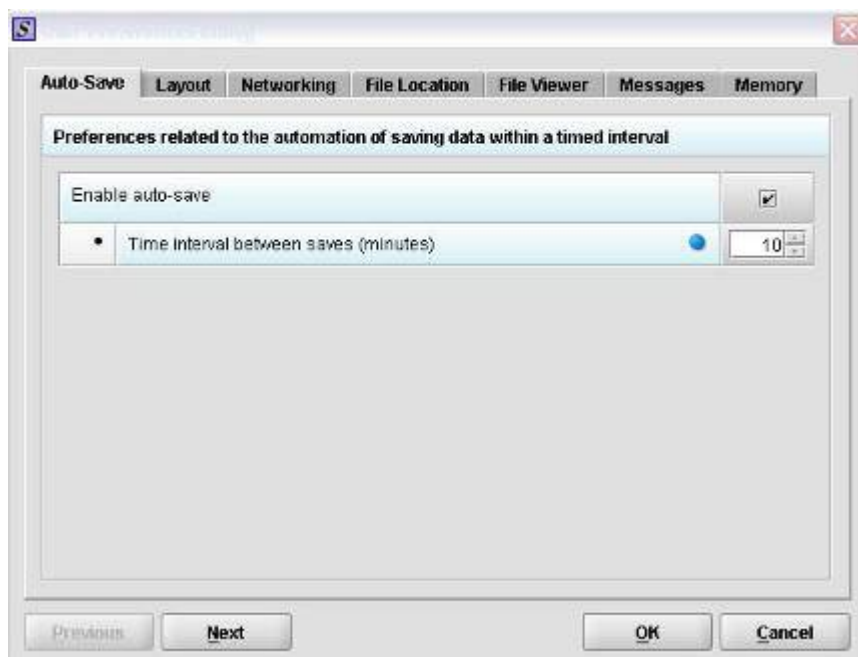 S
Auto-Save Layout Networking File Location File Viewer Messages Memory
Preferences related to the automation of saving data within a timed interval
Enable auto-save
• Time interval between saves (minutes) 10
Previous Next OK Cancel